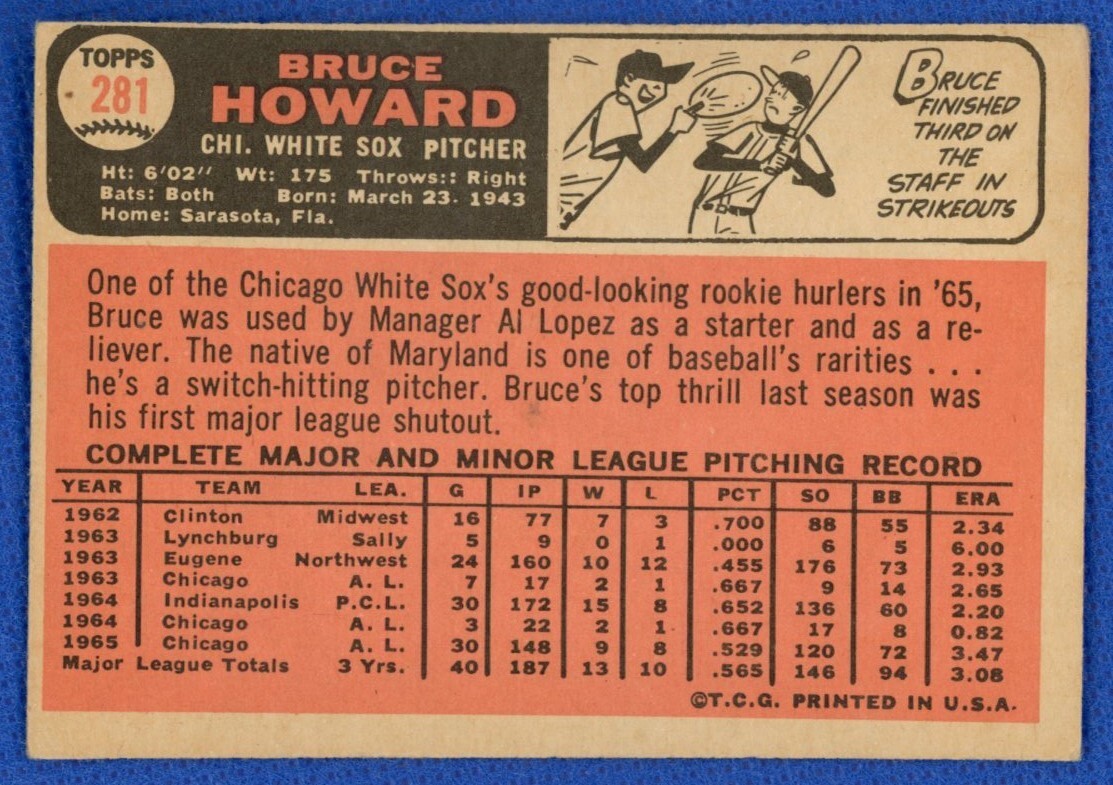 TOPPS
281
BRUCE
HOWARD
CHI. WHITE SOX PITCHER
Ht: 6'02" Wt: 175 Throws:: Right
Bats: Both Born: March 23. 1943
Home: Sarasota, Fla.
BRUCE
FINISHED
THIRD ON
THE
STAFF IN
STRIKEOUTS
One of the Chicago White Sox's good-looking rookie hurlers in '65,
Bruce was used by Manager Al Lopez as a starter and as a re-
liever. The native of Maryland is one of baseball's rarities . . .
he's a switch-hitting pitcher. Bruce's top thrill last season was
his first major league shutout.
COMPLETE MAJOR AND MINOR LEAGUE PITCHING RECORD
YEAR TEAM LEA. G IP W L PCT SO BB ERA
1962 Clinton Midwest 16 77 7 3 .700 88 55 2.34
1963 Lynchburg Sally 5 9 0 1 .000 6 5 6.00
1963 Eugene Northwest 24 160 10 12 .455 176 73 2.93
1963 Chicago A. L. 7 17 2 1 .667 9 14 2.65
1964 Indianapolis P.C.L. 30 172 15 8 .652 136 60 2.20
1964 Chicago A. L. 3 22 2 1 .667 17 8 0.82
1965 Chicago A. L. 30 148 9 8 .529 120 72 3.47
Major League Totals 3 Yrs. 40 187 13 10 .565 146 94 3.08
©T.C.G. PRINTED IN U.S.A.